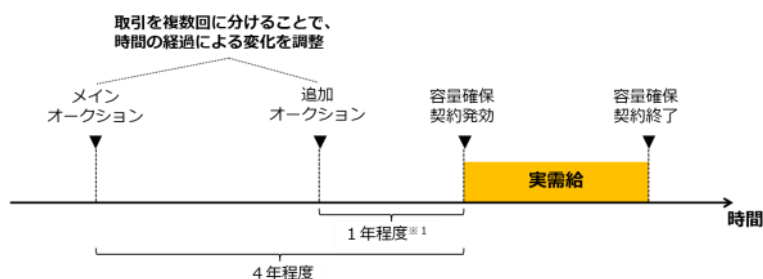 取引を複数回に分けることで、
時間の経過による変化を調整
メイン
オークション
追加
オークション
容量確保
契約発効
容量確保
契約終了
実需給
時間
1年程度※1
4年程度